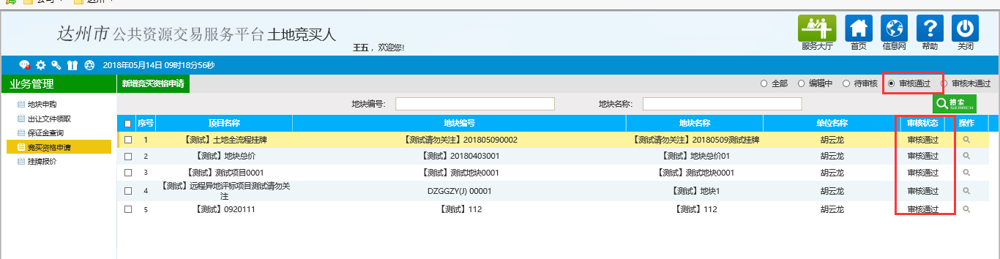 公司
达州
达州市公共资源交易服务平台土地竞买人
王五 ，欢迎您!
服务大厅
首页
信息网
帮助
关闭
2018年05月14日 09时18分56秒
业务管理
地块申购
出让文件领取
保证金查询
竞买资格申请
挂牌报价
新增竞买资格申请
全部 编辑中 待审核 审核通过 审核未通过
地块编号: 地块名称: 搜索
SEARCH
序号 项目名称 地块编号 地块名称 单位名称 审核状态 操作
1 【测试】土地全流程挂牌 【测试请勿关注】201805090002 【测试请勿关注】20180509测试挂牌 胡云龙 审核通过
2 【测试】地块总价 【测试】20180403001 【测试】地块总价01 胡云龙 审核通过
3 【测试】测试项目0001 【测试】测试地块0001 【测试】测试地块0001 胡云龙 审核通过
4 【测试】远程异地评标项目测试请勿关
注 DZGGZY(J) 00001 【测试】地块1 胡云龙 审核通过
5 【测试】0920111 【测试】112 【测试】112 胡云龙 审核通过